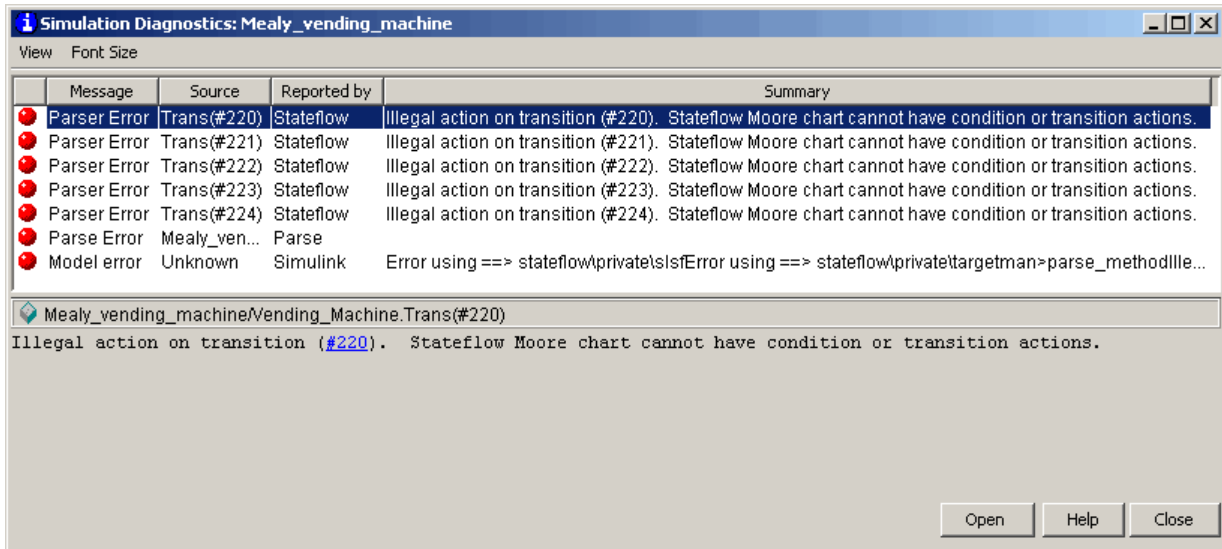 Simulation Diagnostics: Mealy_vending_machine
View Font Size
Message Source Reported by Summary
Parser Error Trans(#220) Stateflow Illegal action on transition (#220). Stateflow Moore chart cannot have condition or transition actions.
Parser Error Trans(#221) Stateflow Illegal action on transition (#221). Stateflow Moore chart cannot have condition or transition actions.
Parser Error Trans(#222) Stateflow Illegal action on transition (#222). Stateflow Moore chart cannot have condition or transition actions.
Parser Error Trans(#223) Stateflow Illegal action on transition (#223). Stateflow Moore chart cannot have condition or transition actions.
Parser Error Trans(#224) Stateflow Illegal action on transition (#224). Stateflow Moore chart cannot have condition or transition actions.
Parse Error Mealy_ven... Parse
Model error Unknown Simulink Error using ==> stateflow\private\slsfError using ==> stateflow\private\targetman>parse_methodIlle...
Mealy_vending_machine/Vending_Machine.Trans(#220)
Illegal action on transition (#220). Stateflow Moore chart cannot have condition or transition actions.
Open Help Close